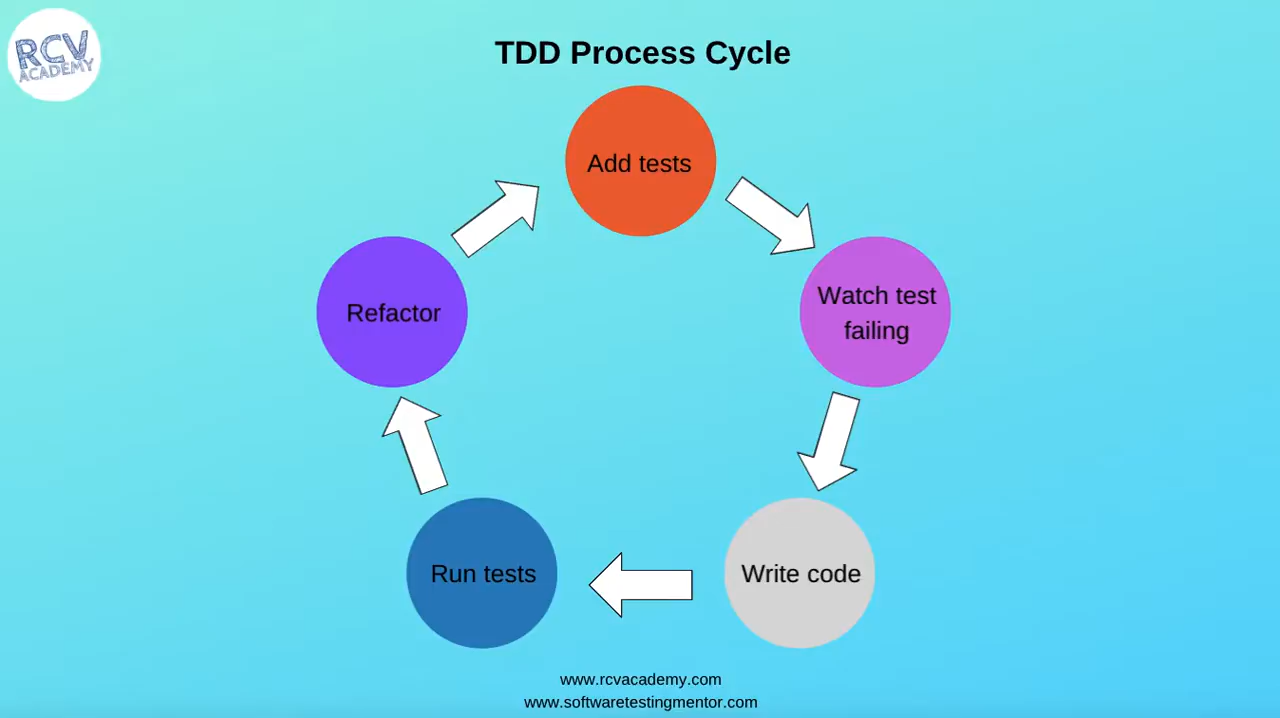 RCV
ACADEMY
TDD Process Cycle
Add tests
Watch test
failing
Refactor
Write code
Run tests
www.rcvacademy.com
www.softwaretestingmentor.com